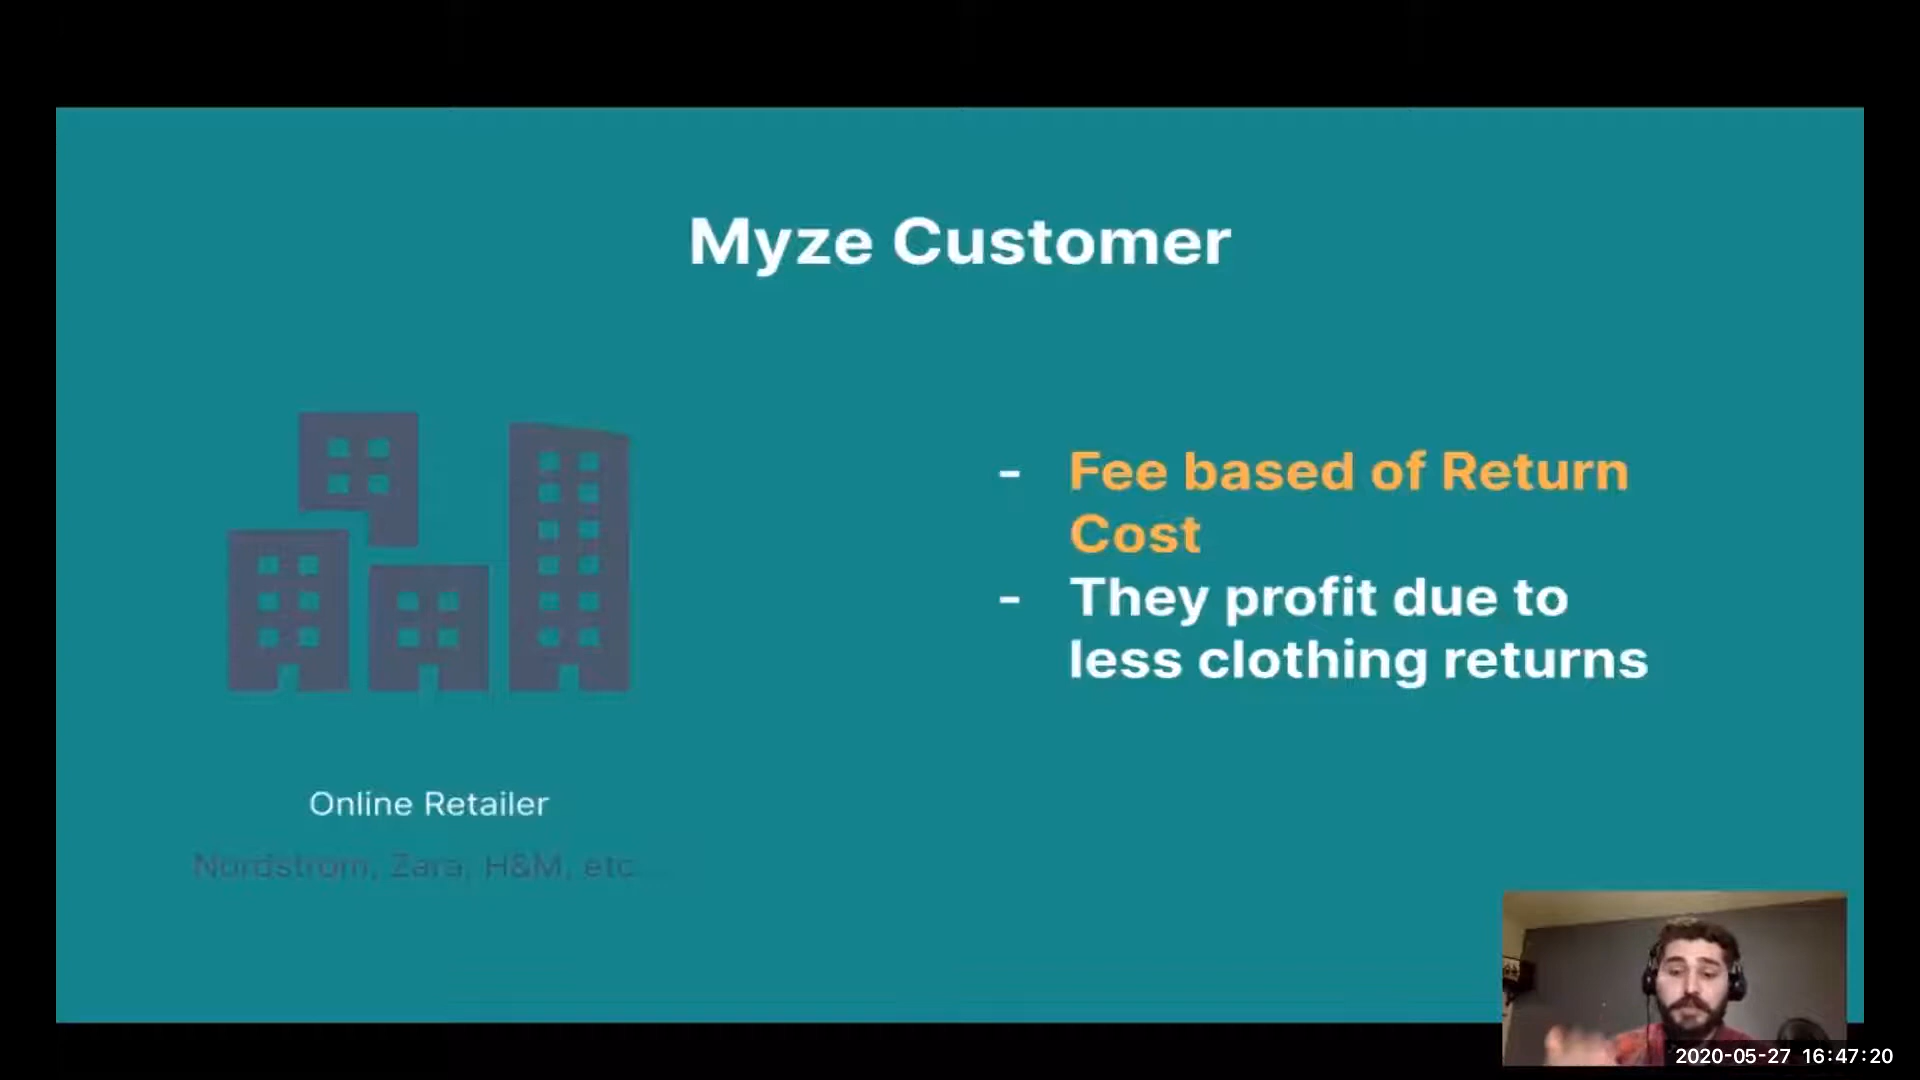 Myze Customer
- Fee based of Return
Cost
- They profit due to
less clothing returns
Online Retailer
Nordstrom, Zara, H&M, etc...
2020-05-27 16:47:20